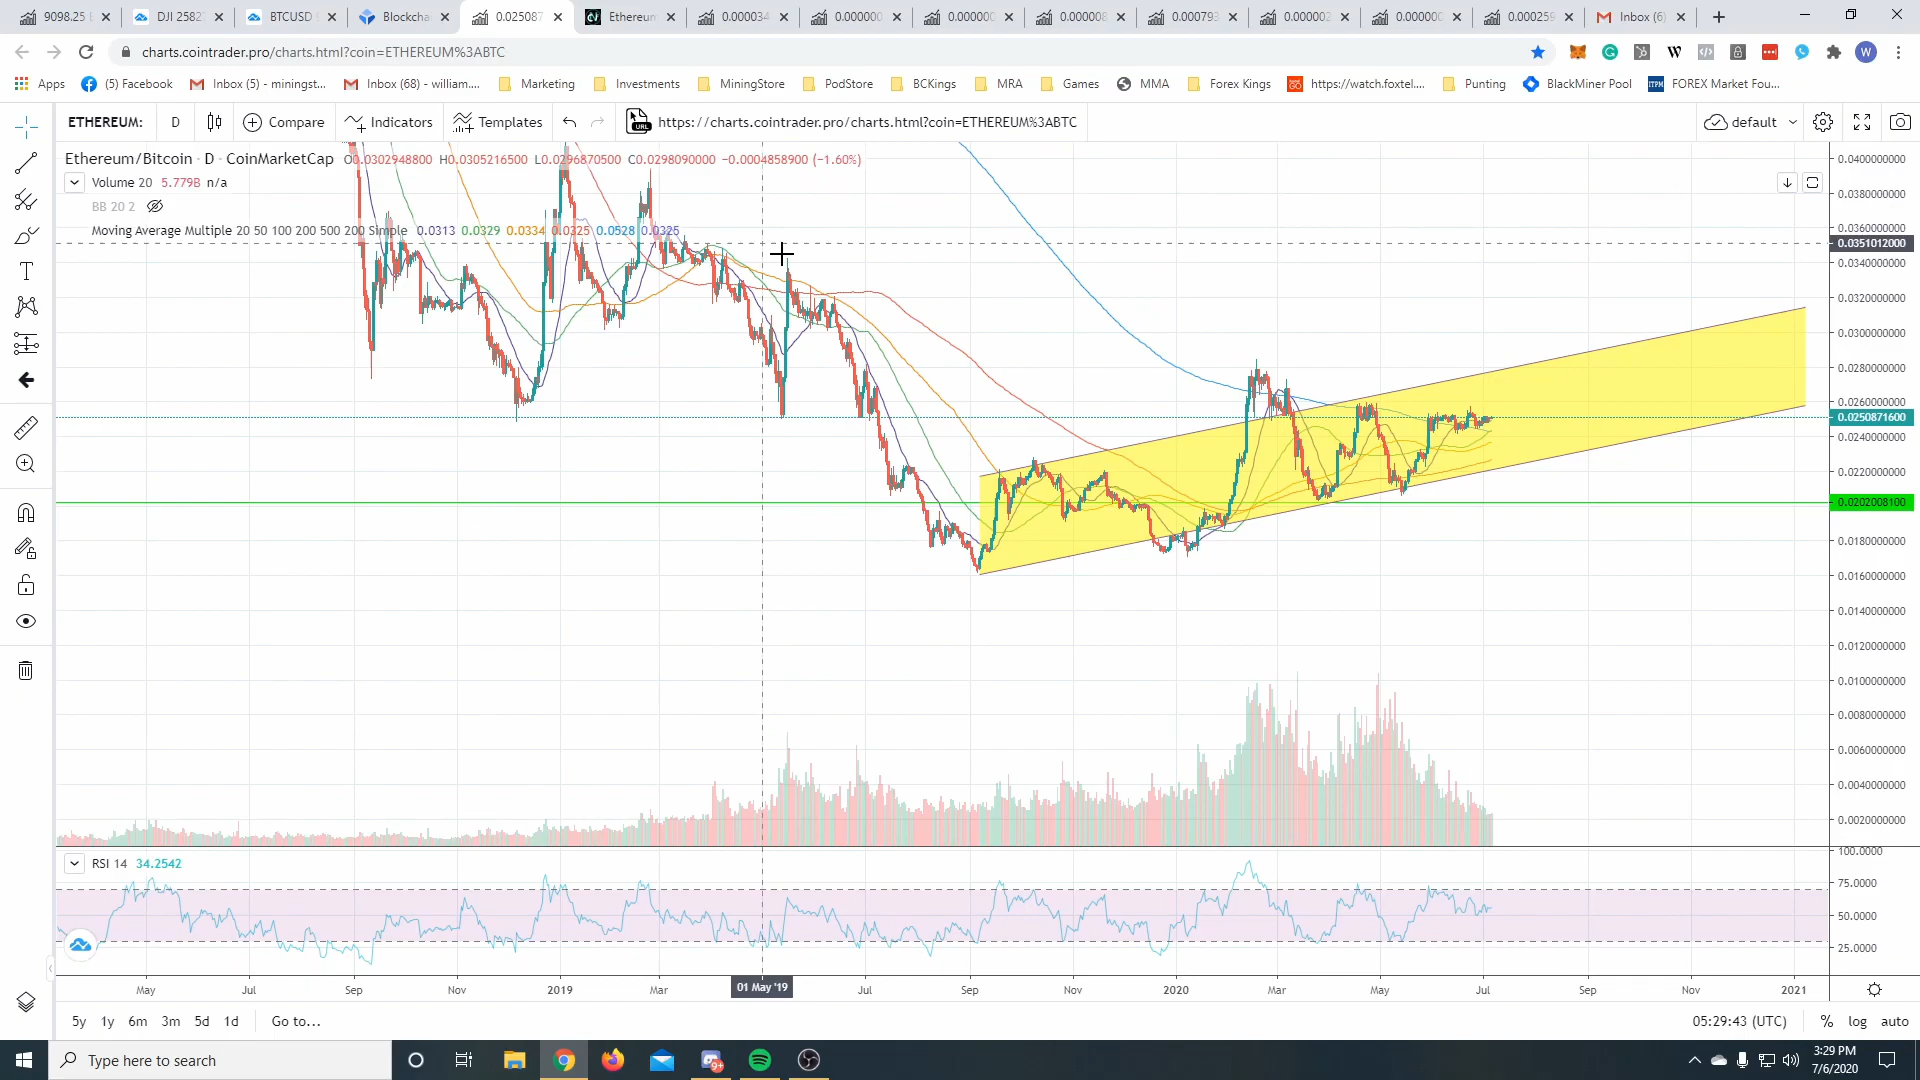 9098.25
DJI 2582
BTCUSD
Blockcha
0.025087
Ethereum
0.000034
0.000000
0.000000
0.000008
0.000793
0.000002
0.000000
0.000259
Inbox (6)
charts.cointrader.pro/charts.html?coin=ETHEREUM%3ABTC
W
W
Apps
(5) Facebook
Inbox (5) - miningst...
Inbox (68) - william....
Marketing
Investments
MiningStore
PodStore
BCKings
MRA
Games
MMA
Forex Kings
https://watch.foxtel....
Punting
BlackMiner Pool
ITPM
FOREX Market Fou...
ETHEREUM:
D
Compare
Indicators
Templates
URL
https://charts.cointrader.pro/charts.html?coin=ETHEREUM%3ABTC
default
Ethereum/Bitcoin · D · CoinMarketCap O0.0302948800 H0.0305216500 L0.0296870500 C0.0298090000 −0.0004858900 (−1.60%)
Volume 20 5.779B n/a
BB 20 2
Moving Average Multiple 20 50 100 200 500 200 Simple 0.0313 0.0329 0.0334 0.0325 0.0528 0.0325
0.0400000000
0.0380000000
0.0360000000
0.0351012000
0.0340000000
0.0320000000
0.0300000000
0.0280000000
0.0260000000
0.0250871600
0.0240000000
0.0220000000
0.0202008100
0.0180000000
0.0160000000
0.0140000000
0.0120000000
0.0100000000
0.0080000000
0.0060000000
0.0040000000
0.0020000000
RSI 14 34.2542
100.0000
75.0000
50.0000
25.0000
May Jul Sep Nov 2019 Mar 01 May '19 Jul Sep Nov 2020 Mar May Jul Sep Nov 2021
5y 1y 6m 3m 5d 1d Go to...
05:29:43 (UTC) % log auto
Type here to search
9+
3:29 PM
7/6/2020